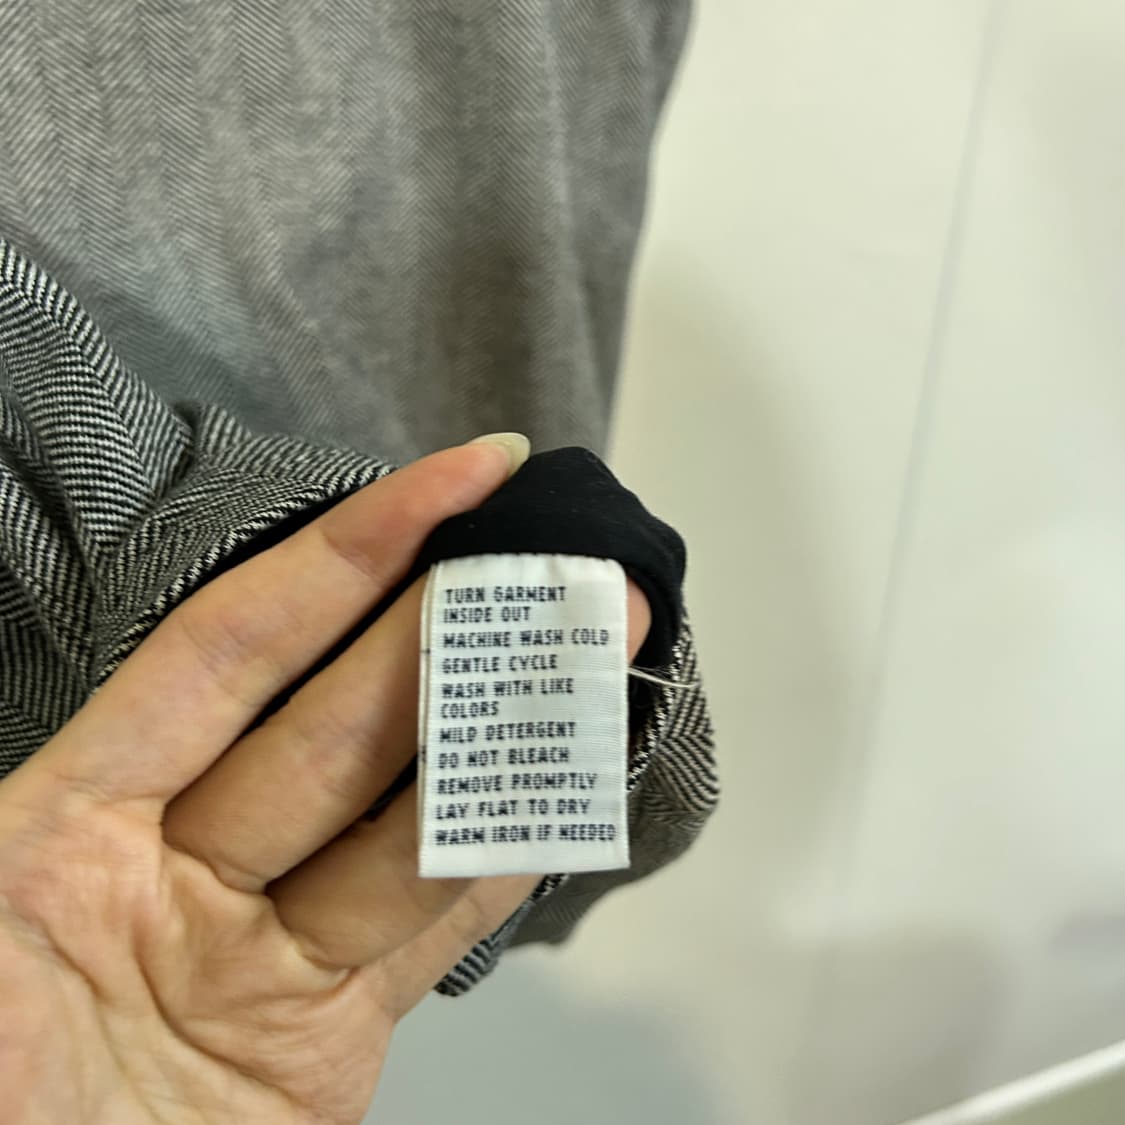 TURN GARMENT
INSIDE OUT
MACHINE WASH COLD
GENTLE CYCLE
WASH WITH LIKE
COLORS
MILD DETERGENT
DO NOT BLEACH
REMOVE PROMPTLY
LAY FLAT TO DRY
WARM IRON IF NEEDED